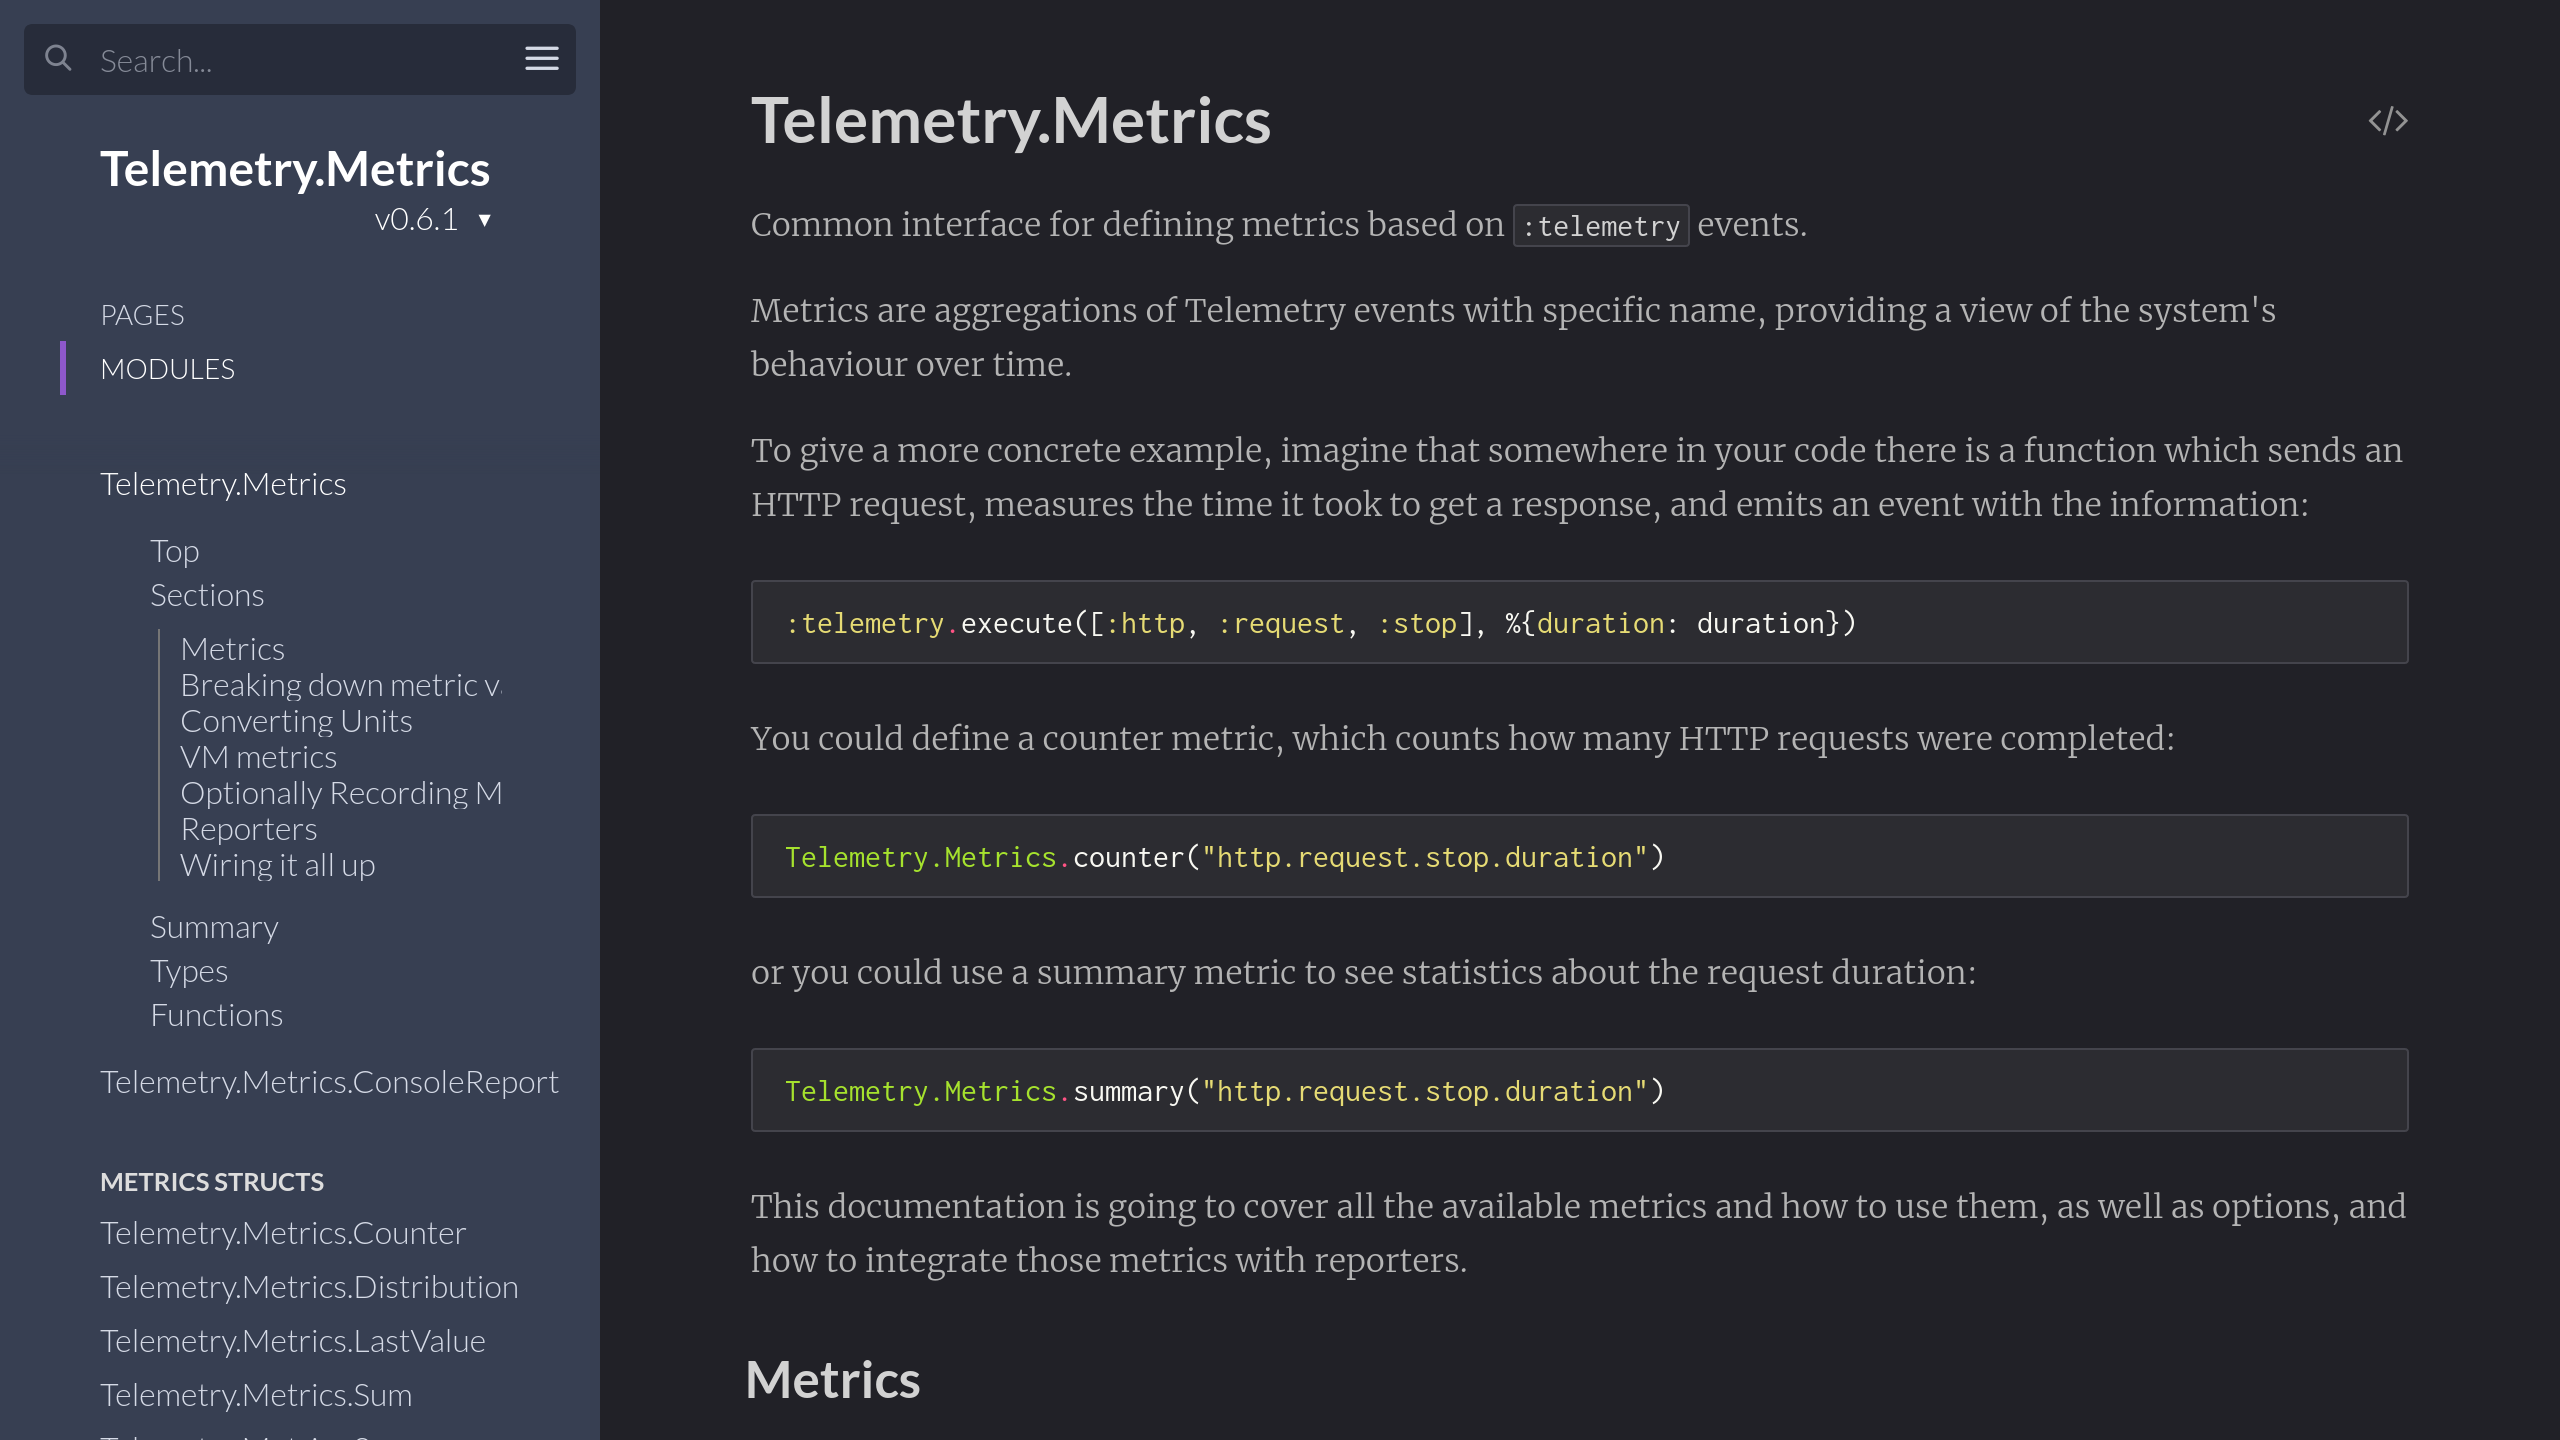 Search...
Telemetry.Metrics
v0.6.1 ▼
PAGES
MODULES
Telemetry.Metrics
Top
Sections
Metrics
Breaking down metric
Converting Units
VM metrics
Optionally Recording M
Reporters
Wiring it all up
Summary
Types
Functions
Telemetry.Metrics.ConsoleReport
METRICS STRUCTS
Telemetry.Metrics.Counter
Telemetry.Metrics.Distribution
Telemetry.Metrics.LastValue
Telemetry.Metrics.Sum
Telemetry.Metrics
Common interface for defining metrics based on :telemetry events.
Metrics are aggregations of Telemetry events with specific name, providing a view of the system's
behaviour over time.
To give a more concrete example, imagine that somewhere in your code there is a function which sends an
HTTP request, measures the time it took to get a response, and emits an event with the information:
:telemetry.execute([:http, :request, :stop], %{duration: duration})
You could define a counter metric, which counts how many HTTP requests were completed:
Telemetry.Metrics.counter("http.request.stop.duration")
or you could use a summary metric to see statistics about the request duration:
Telemetry.Metrics.summary("http.request.stop.duration")
This documentation is going to cover all the available metrics and how to use them, as well as options, and
how to integrate those metrics with reporters.
Metrics